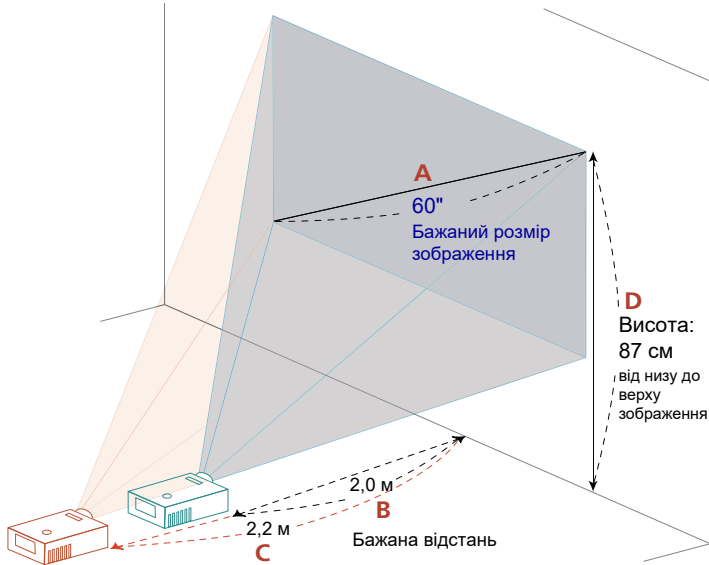 A
60"
Бажаний розмір
зображення
D
Висота:
87 см
від низу до
верху
зображення
2,0 м
B
2,2 м
C
Бажана відстань